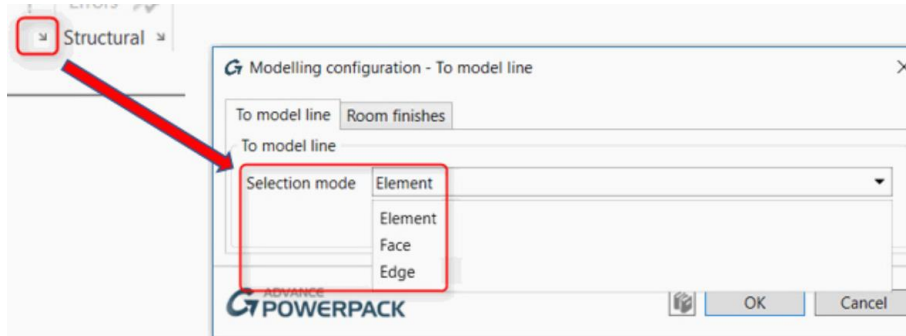 Errors
Structural
Modelling configuration - To model line
To model line Room finishes
To model line
Selection mode Element
Element
Face
Edge
ADVANCE
POWERPACK
OK Cancel